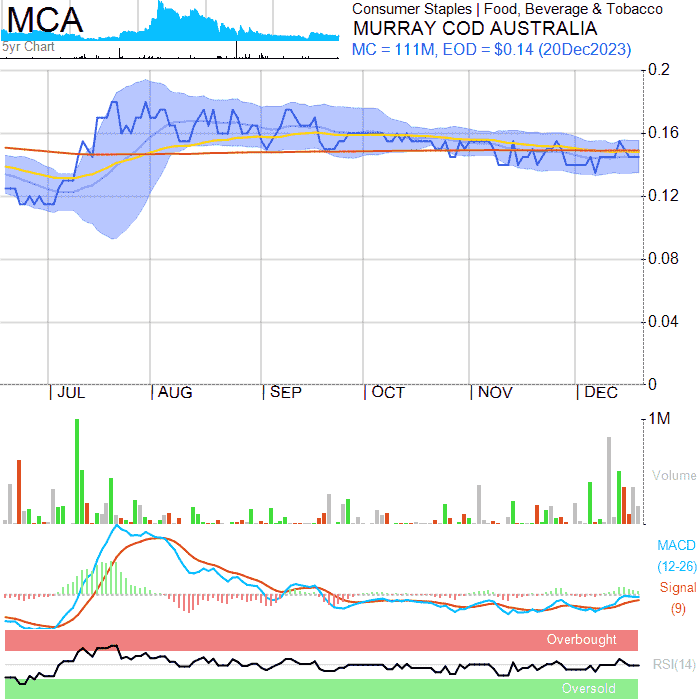 MCA
5yr Chart
Consumer Staples | Food, Beverage & Tobacco
MURRAY COD AUSTRALIA
MC = 111M, EOD = $0.14 (20Dec2023)
0.2
0.16
0.12
0.08
0.04
0
JUL AUG SEP OCT NOV DEC
1M
Volume
MACD
(12-26)
Signal
(9)
Overbought
RSI(14)
Oversold